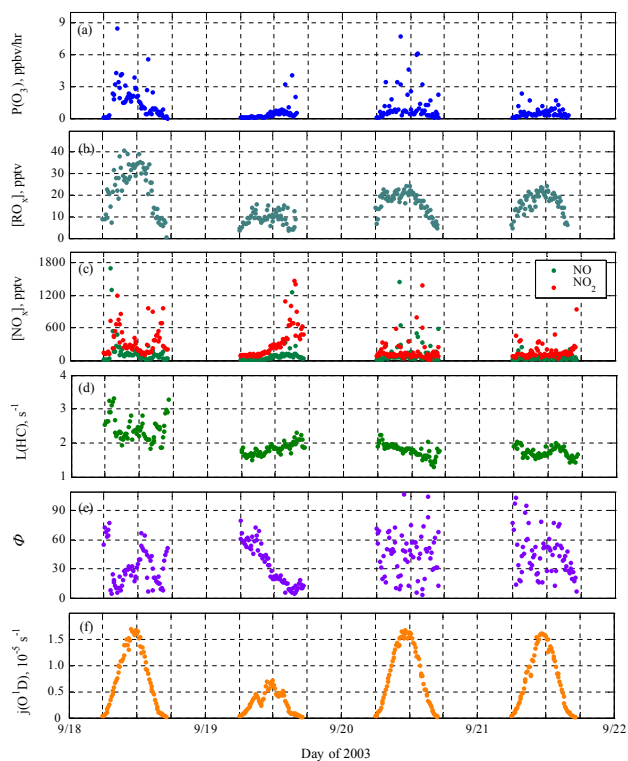 (a)
P(O3), ppbv/hr
9
6
3
0
(b)
[ROx], pptv
40
30
20
10
0
(c)
[NOx], pptv
1800
1200
600
0
NO
NO2
(d)
L(HC), s-1
4
3
2
1
(e)
Φ
90
60
30
0
(f)
j(O1D), 10-5 s-1
1.5
1.0
0.5
0
9/18
9/19
9/20
9/21
9/22
Day of 2003